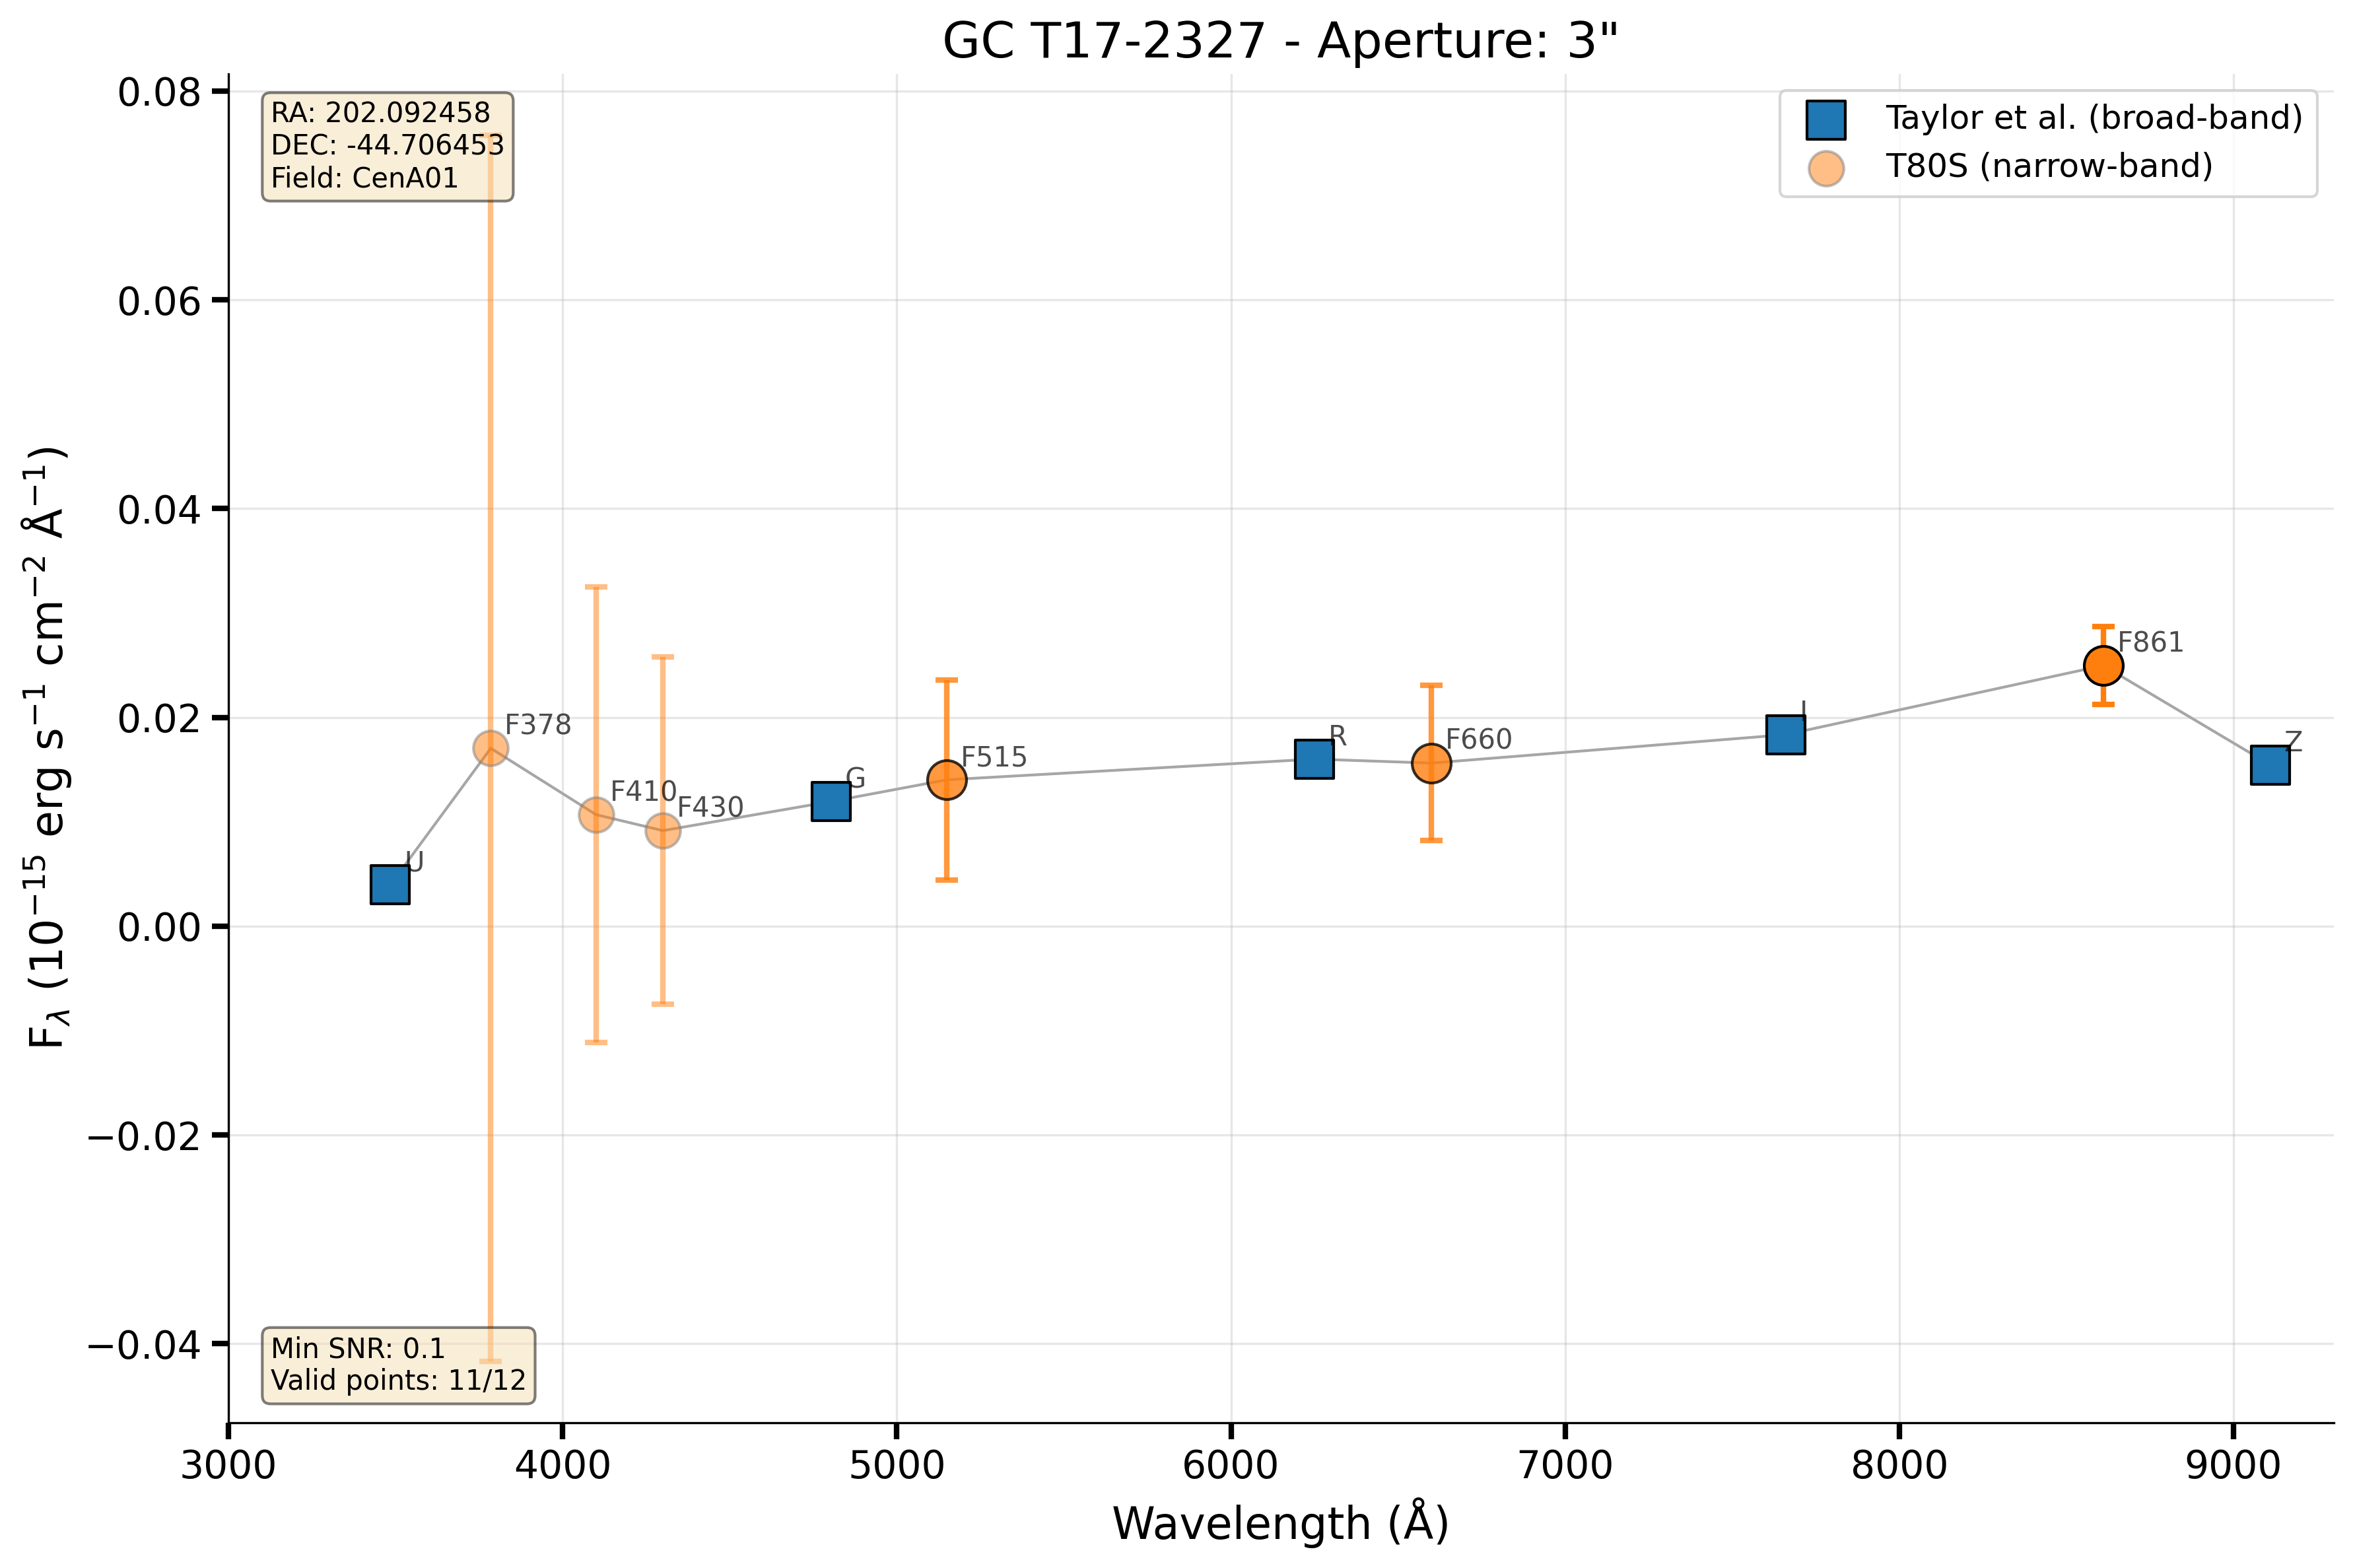 GC T17-2327 - Aperture: 3"
RA: 202.092458
DEC: -44.706453
Field: CenA01
Taylor et al. (broad-band)
T80S (narrow-band)
0.08
0.06
0.04
0.02
0.00
−0.02
−0.04
F_λ (10⁻¹⁵ erg s⁻¹ cm⁻² Å⁻¹)
U
F378
F410
F430
G
F515
R
F660
I
F861
Z
Min SNR: 0.1
Valid points: 11/12
3000 4000 5000 6000 7000 8000 9000
Wavelength (Å)